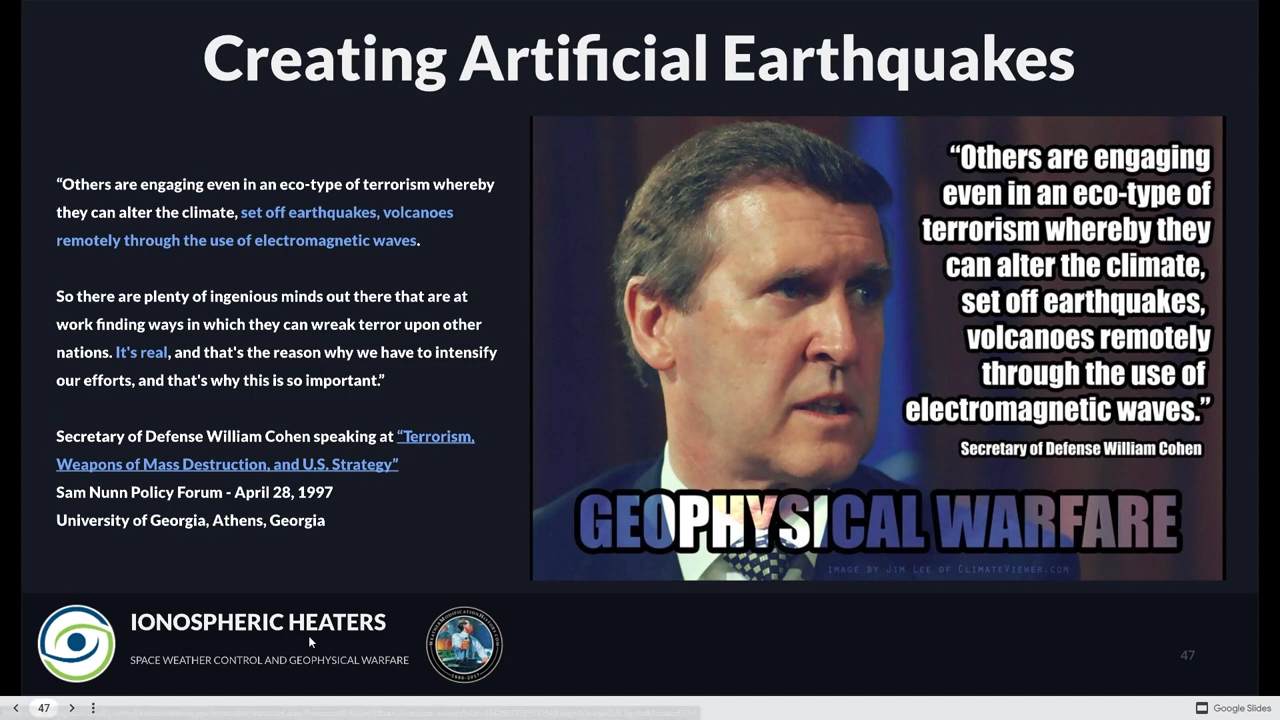 Creating Artificial Earthquakes
“Others are engaging even in an eco-type of terrorism whereby
they can alter the climate, set off earthquakes, volcanoes
remotely through the use of electromagnetic waves.
So there are plenty of ingenious minds out there that are at
work finding ways in which they can wreak terror upon other
nations. It's real, and that's the reason why we have to intensify
our efforts, and that's why this is so important.”
Secretary of Defense William Cohen speaking at “Terrorism,
Weapons of Mass Destruction, and U.S. Strategy”
Sam Nunn Policy Forum - April 28, 1997
University of Georgia, Athens, Georgia
“Others are engaging
even in an eco-type of
terrorism whereby they
can alter the climate,
set off earthquakes,
volcanoes remotely
through the use of
electromagnetic waves.”
Secretary of Defense William Cohen
GEOPHYSICAL WARFARE
IMAGE BY JIM LEE OF CLIMATEVIEWER.COM
IONOSPHERIC HEATERS
SPACE WEATHER CONTROL AND GEOPHYSICAL WARFARE
WEATHERMODIFICATIONHISTORY.COM
47
47
Google Slides